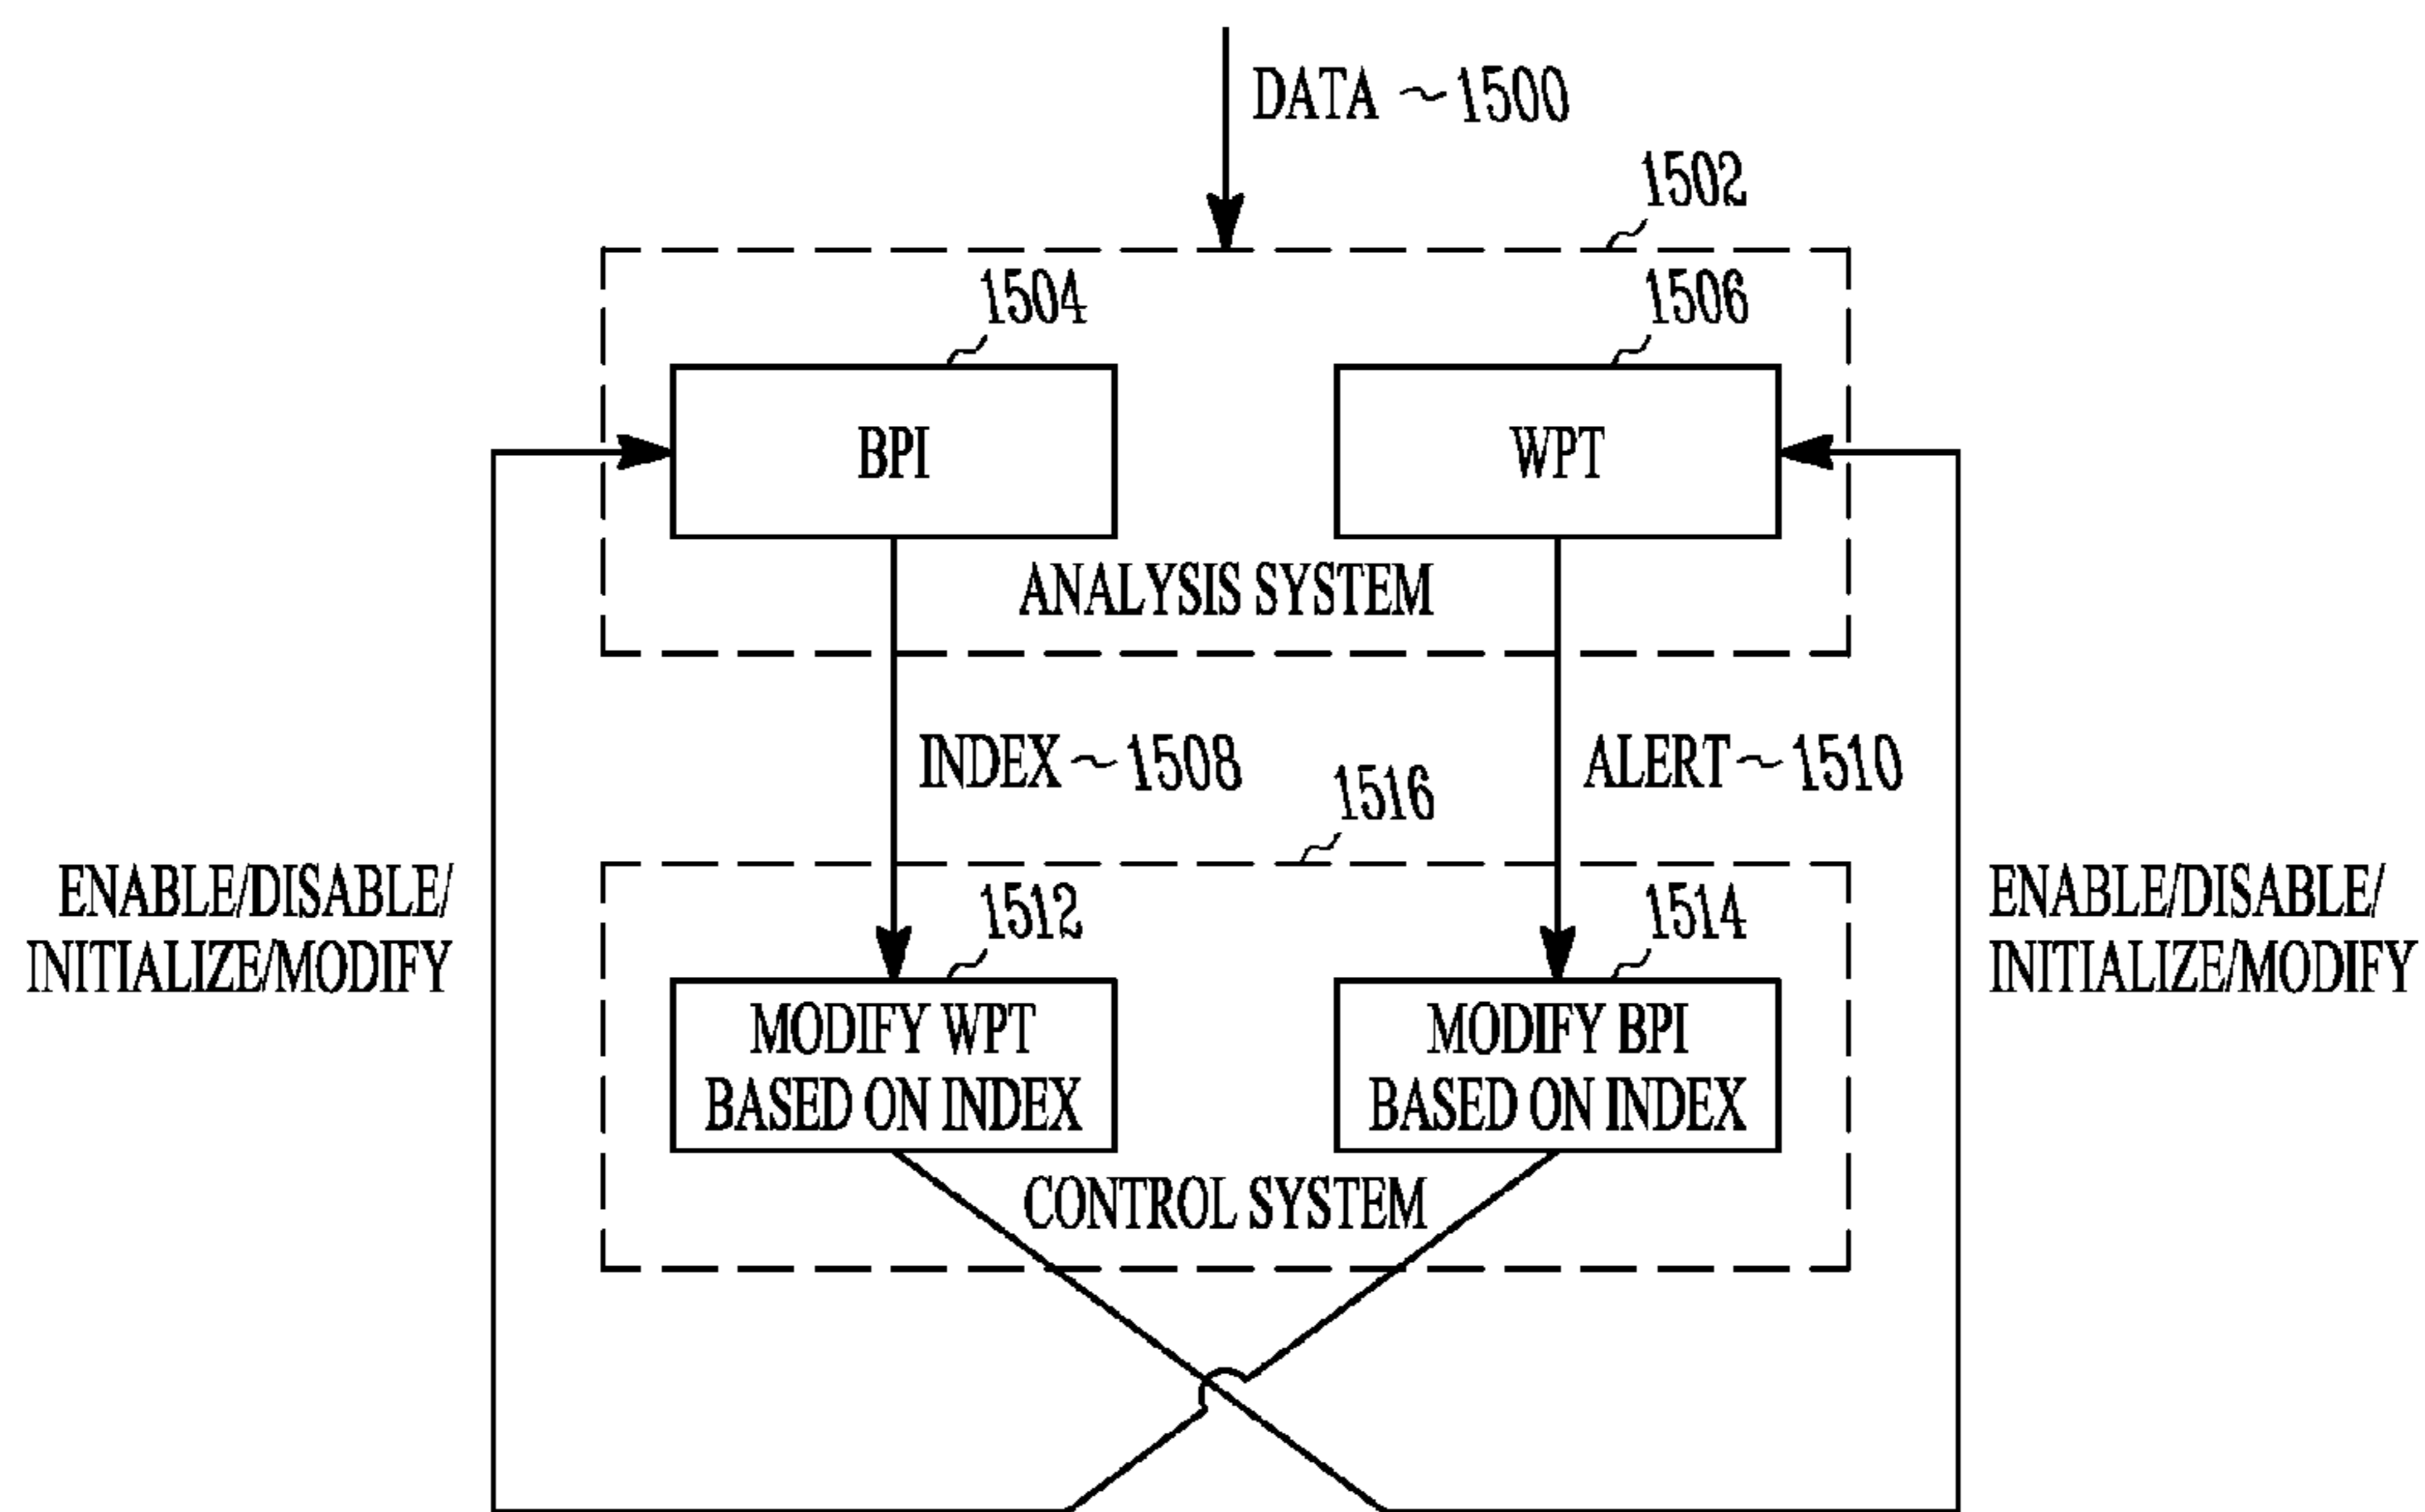 DATA ~1500
1502
1504
1506
BPI
WPT
ANALYSIS SYSTEM
INDEX ~ 1508
ALERT ~ 1510
1516
ENABLE/DISABLE/
INITIALIZE/MODIFY
1512
1514
ENABLE/DISABLE/
INITIALIZE/MODIFY
MODIFY WPT
BASED ON INDEX
MODIFY BPI
BASED ON INDEX
CONTROL SYSTEM